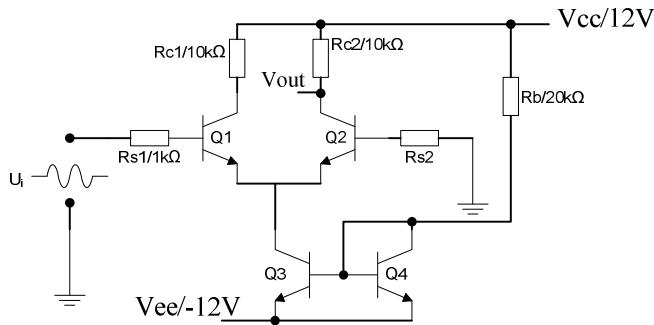 Vcc/12V
Rc1/10kΩ
Rc2/10kΩ
Vout
Rb/20kΩ
Q1
Q2
Rs1/1kΩ
Rs2
Ui
Q3
Q4
Vee/-12V